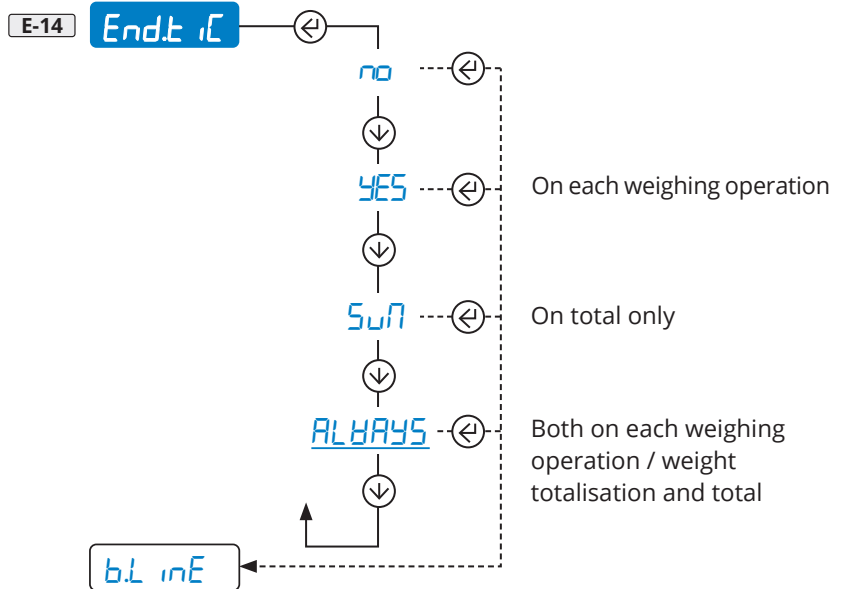 E-14 End.t iC
no
YES On each weighing operation
SuM On total only
ALWAYS Both on each weighing
operation / weight
totalisation and total
b.L inE